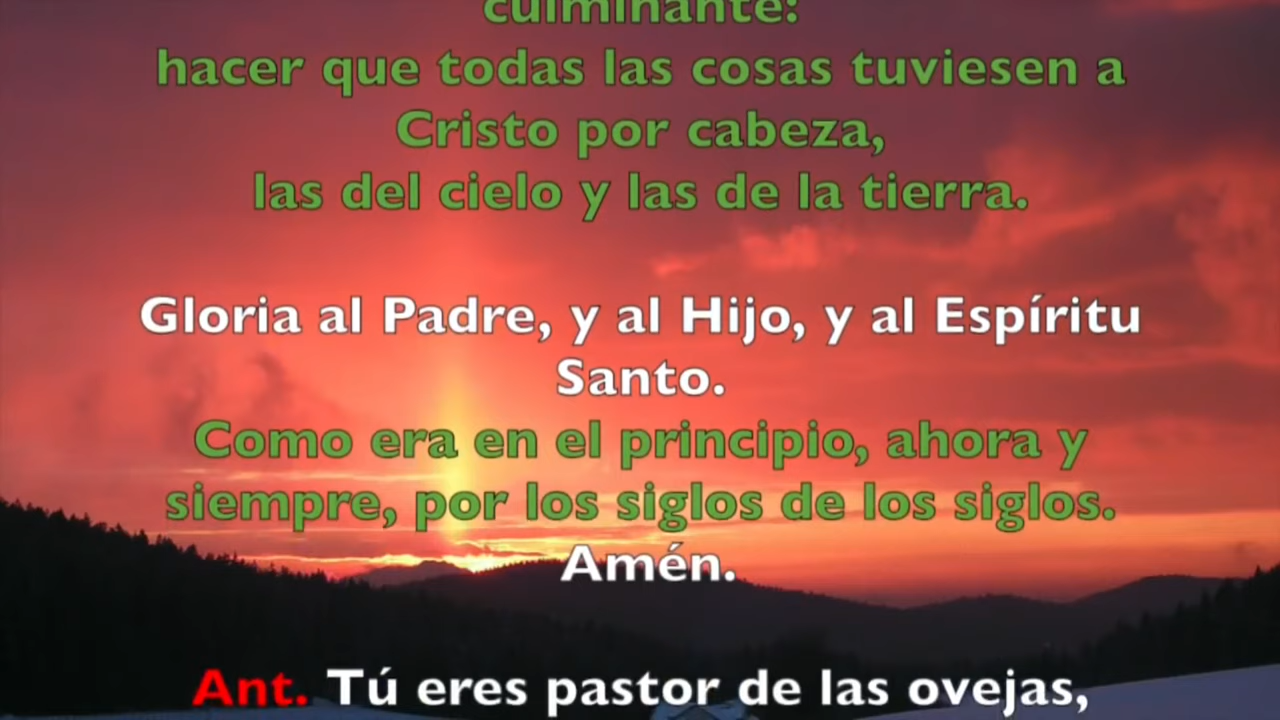 culminante:
hacer que todas las cosas tuviesen a
Cristo por cabeza,
las del cielo y las de la tierra.
Gloria al Padre, y al Hijo, y al Espíritu
Santo.
Como era en el principio, ahora y
siempre, por los siglos de los siglos.
Amén.
Ant. Tú eres pastor de las ovejas,